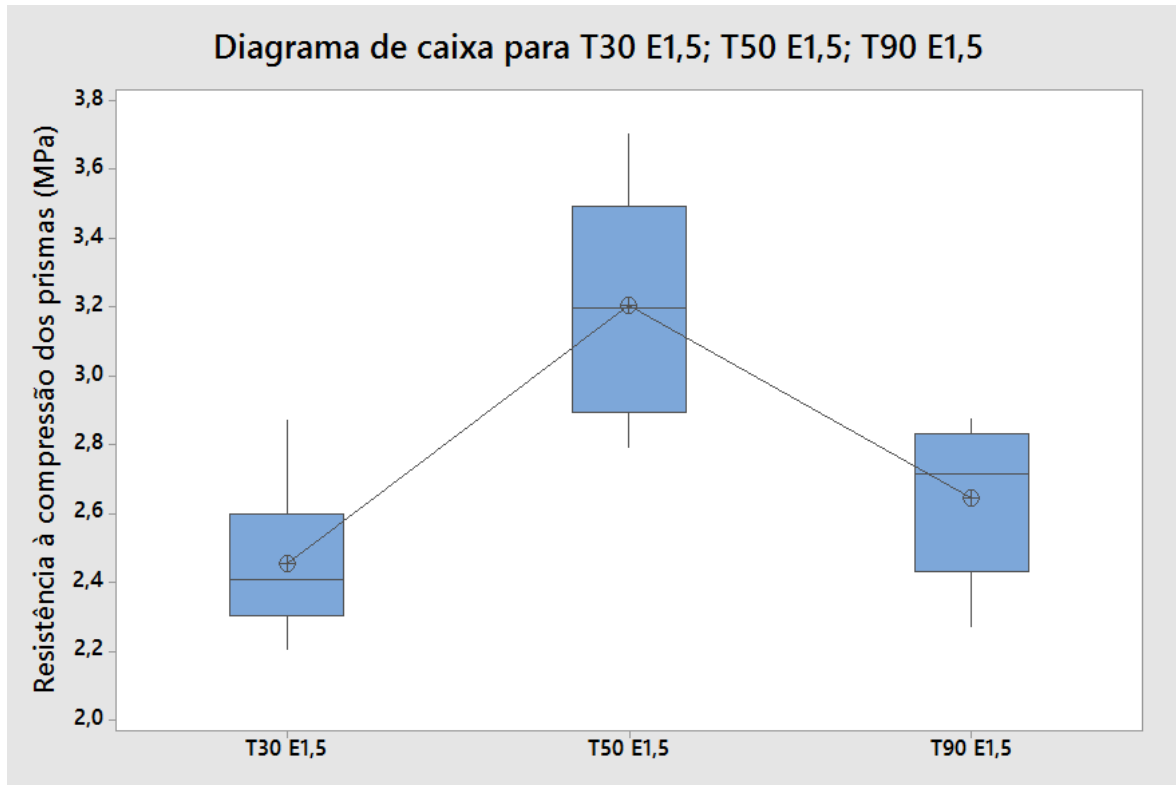 Diagrama de caixa para T30 E1,5; T50 E1,5; T90 E1,5
Resistência à compressão dos prismas (MPa)
3,8
3,6
3,4
3,2
3,0
2,8
2,6
2,4
2,2
2,0
T30 E1,5
T50 E1,5
T90 E1,5